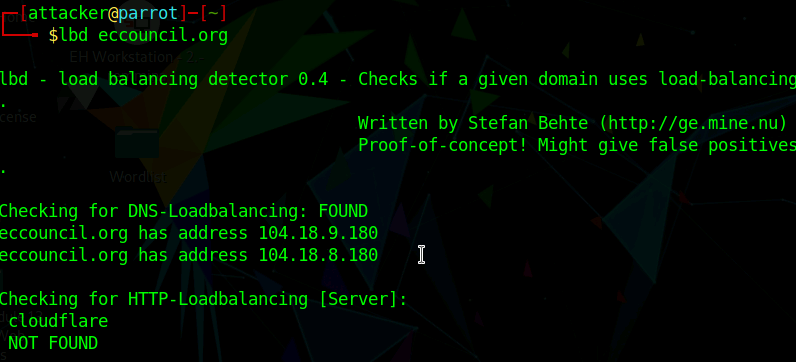 [attacker@parrot]─[~]
$lbd eccouncil.org
EH Workstation - 2
lbd - load balancing detector 0.4 - Checks if a given domain uses load-balancing
.
cense
Written by Stefan Behte (http://ge.mine.nu)
Proof-of-concept! Might give false positives
.
Wordlist
Checking for DNS-Loadbalancing: FOUND
eccouncil.org has address 104.18.9.180
eccouncil.org has address 104.18.8.180
Checking for HTTP-Loadbalancing [Server]:
cloudflare
NOT FOUND